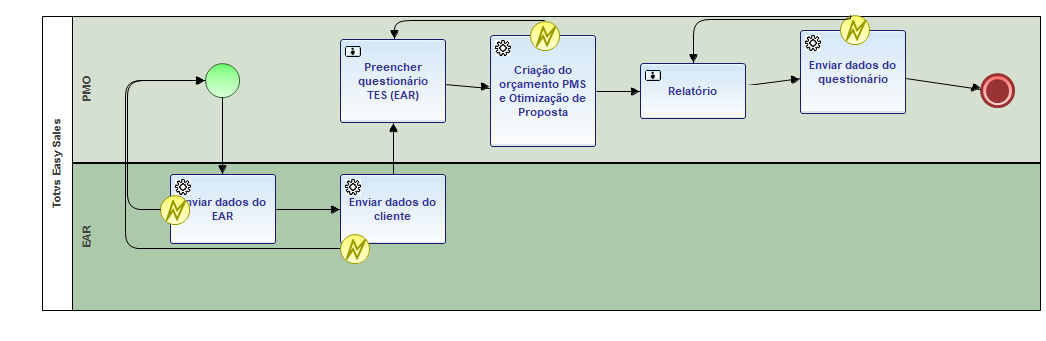 Totvs Easy Sales
PMO
Preencher
questionário
TES (EAR)
Criação do
orçamento PMS
e Otimização de
Proposta
Relatório
Enviar dados do
questionário
EAR
nviar dados do
EAR
Enviar dados do
cliente